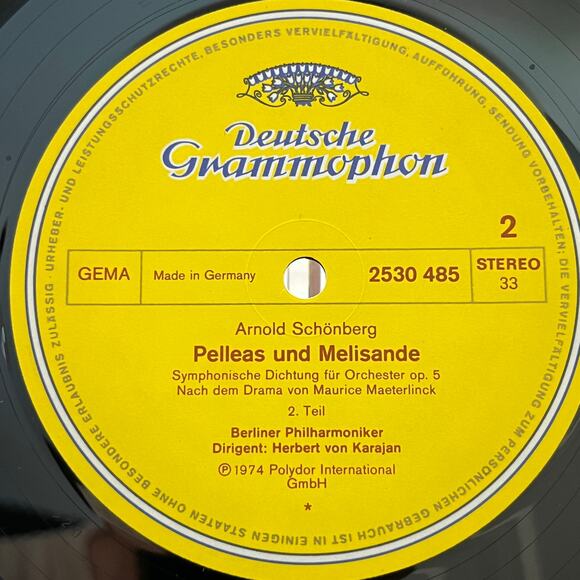 URHEBER- UND LEISTUNGSSCHUTZRECHTE, BESONDERS VERVIELFÄLTIGUNG, AUFFÜHRUNG, SENDUNG VORBEHALTEN; DIE VERVIELFÄLTIGUNG ZUM PERSÖNLICHEN GEBRAUCH IST IN EINIGEN STAATEN OHNE BESONDERE ERLAUBNIS ZULÄSSIG ·
Deutsche
Grammophon
2
GEMA
Made in Germany
2530 485
STEREO
33
Arnold Schönberg
Pelleas und Melisande
Symphonische Dichtung für Orchester op. 5
Nach dem Drama von Maurice Maeterlinck
2. Teil
Berliner Philharmoniker
Dirigent: Herbert von Karajan
Ⓟ 1974 Polydor International
GmbH
*